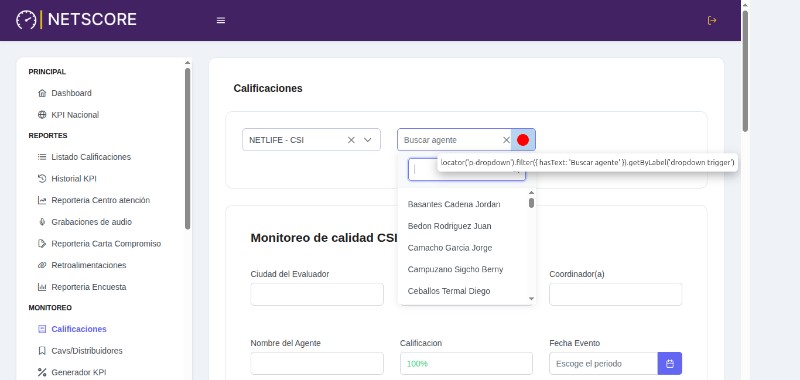 NETSCORE
PRINCIPAL
Dashboard
KPI Nacional
REPORTES
Listado Calificaciones
Historial KPI
Reporteria Centro atención
Grabaciones de audio
Reporteria Carta Compromiso
Retroalimentaciones
Reporteria Encuesta
MONITOREO
Calificaciones
Cavs/Distribuidores
Generador KPI
Calificaciones
NETLIFE - CSI
Buscar agente
locator('p-dropdown').filter({ hasText: 'Buscar agente' }).getByLabel('dropdown trigger')
Basantes Cadena Jordan
Bedon Rodriguez Juan
Camacho Garcia Jorge
Campuzano Sigcho Berny
Ceballos Termal Diego
Monitoreo de calidad CSI
Ciudad del Evaluador
Coordinador(a)
Nombre del Agente
Calificacion
Fecha Evento
100%
Escoge el periodo